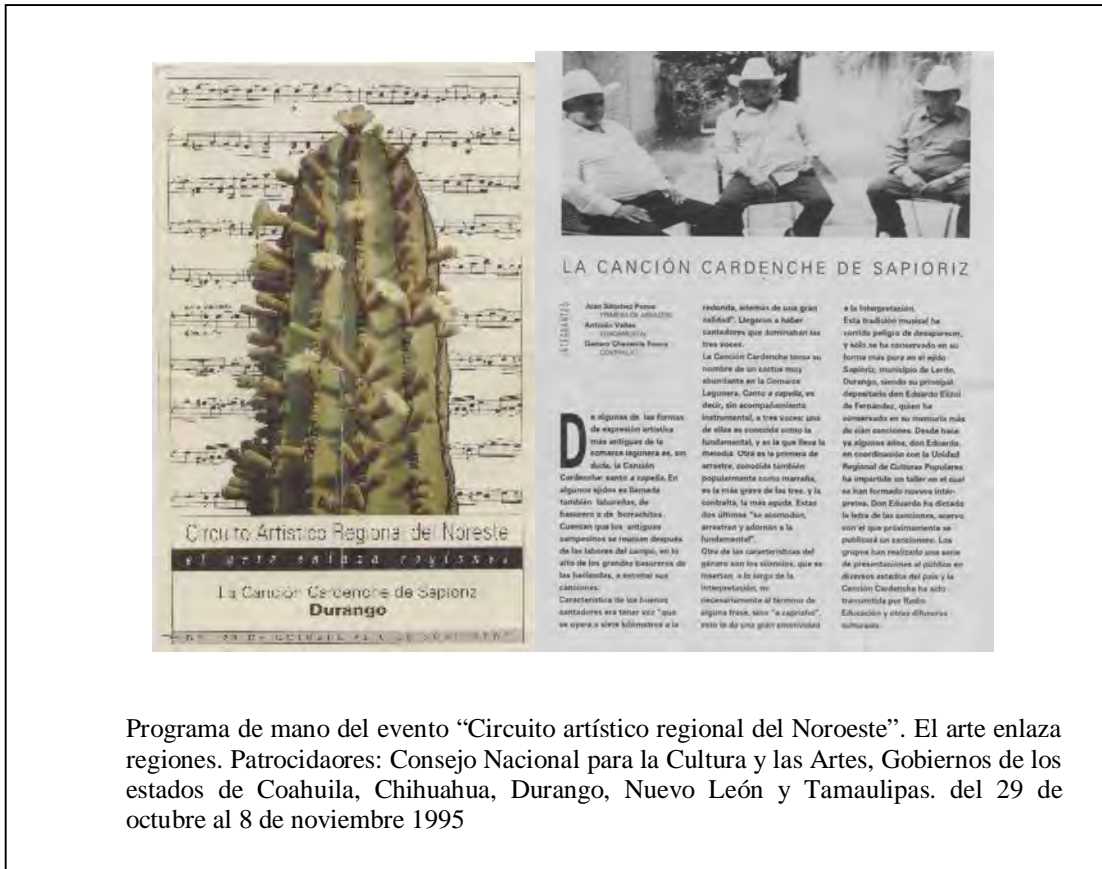 Circuito Artístico Regional del Noreste
el arte enlaza regiones
La Canción Cardenche de Sapioriz
Durango
LA CANCIÓN CARDENCHE DE SAPIORIZ
INTEGRANTES
Juan Sánchez Ponce
PRIMERA DE ARRASTRE
Antonio Valles
FUNDAMENTAL
Genaro Chavarría Ponce
CONTRALTO
De algunas de las formas
de expresión artística
más antiguas de la
comarca lagunera es, sin
duda, la Canción
Cardenche: canto a capella. En
algunos ejidos es llamada
también laboreñas, de
basurero o de borrachitos.
Cuentan que los antiguos
campesinos se reunían después
de las labores del campo, en lo
alto de los grandes basureros de
las haciendas, a entonar sus
canciones.
Característica de los buenos
cantadores era tener voz "que
se oyera a siete kilómetros a la
redonda, además de una gran
calidad". Llegaron a haber
cantadores que dominaban las
tres voces.
La Canción Cardenche toma su
nombre de un cactus muy
abundante en la Comarca
Lagunera. Canto a capella, es
decir, sin acompañamiento
instrumental, a tres voces: una
de ellas es conocida como la
fundamental, y es la que lleva la
melodía. Otra es la primera de
arrastre, conocida también
popularmente como marraña,
es la más grave de las tres, y la
contralta, la más aguda. Estas
dos últimas "se acomodan,
arrastran y adornan a la
fundamental".
Otra de las características del
género son los silencios, que se
insertan a lo largo de la
interpretación, no
necesariamente al término de
alguna frase, sino "a capricho",
esto le da una gran emotividad
a la interpretación.
Esta tradición musical ha
corrido peligro de desaparecer,
y sólo se ha conservado en su
forma más pura en el ejido
Sapioriz, municipio de Lerdo,
Durango, siendo su principal
depositario don Eduardo Elizal
de Fernández, quien ha
conservado en su memoria más
de cien canciones. Desde hace
ya algunos años, don Eduardo,
en coordinación con la Unidad
Regional de Culturas Populares
ha impartido un taller en el cual
se han formado nuevos intér-
pretes. Don Eduardo ha dictado
la letra de las canciones, acervo
con el que próximamente se
publicará un cancionero. Los
grupos han realizado una serie
de presentaciones al público en
diversos estados del país y la
Canción Cardenche ha sido
transmitida por Radio
Educación y otras difusoras
culturales.
Programa de mano del evento “Circuito artístico regional del Noroeste”. El arte enlaza
regiones. Patrocidaores: Consejo Nacional para la Cultura y las Artes, Gobiernos de los
estados de Coahuila, Chihuahua, Durango, Nuevo León y Tamaulipas. del 29 de
octubre al 8 de noviembre 1995